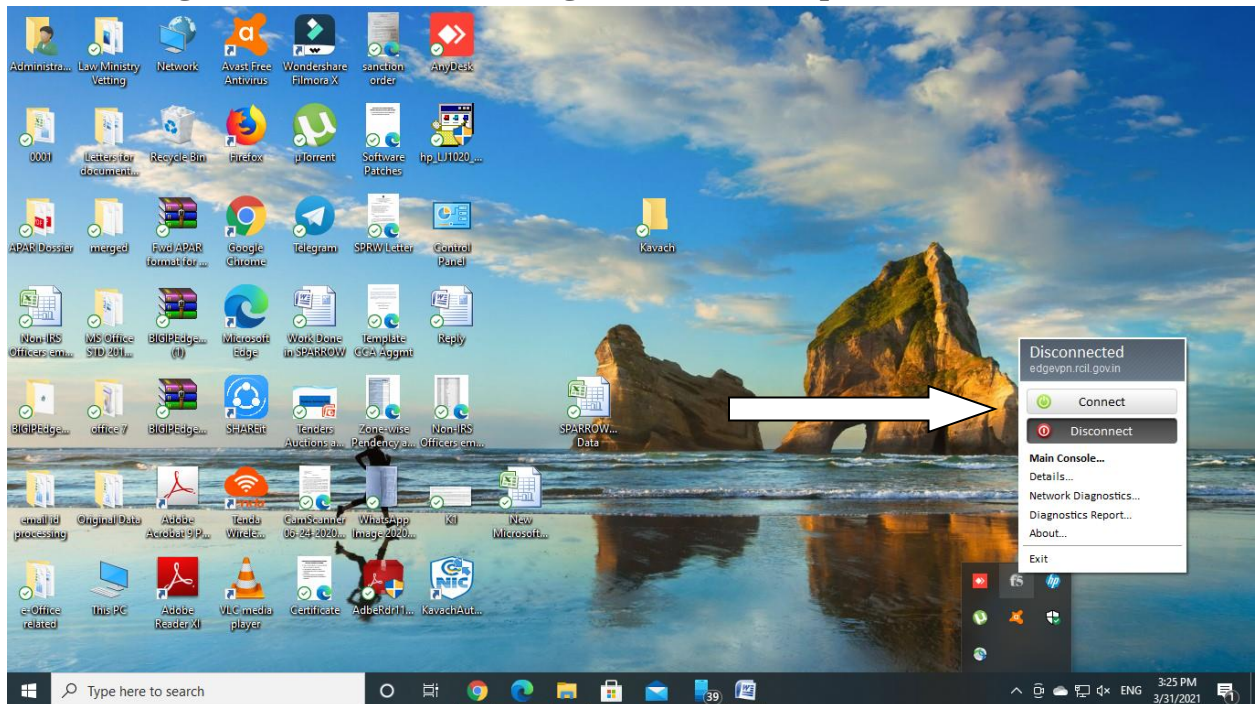 Administra...
Law Ministry
Vetting
Network
Avast Free
Antivirus
Wondershare
Filmora X
sanction
order
AnyDesk
0001
Letters for
document...
Recycle Bin
Firefox
µTorrent
Software
Patches
hp_LJ1020_...
APAR Dossier
merged
Fwd APAR
format for ...
Google
Chrome
Telegram
SPRW Letter
Control
Panel
Kavach
Non-IRS
Officers em...
MS Office
STD 201...
BIGIPEdge...
(1)
Microsoft
Edge
Work Done
in SPARROW
Template
CCA Aggmt
Reply
BIGIPEdge...
office 7
BIGIPEdge...
SHAREit
Tenders
Auctions a...
Zone-wise
Pendency a...
Non-IRS
Officers em...
SPARROW...
Data
email id
processing
Original Data
Adobe
Acrobat 9 P...
Tenda
Wirele...
CamScanner
06-24-2020...
WhatsApp
Image 2020...
New
Microsoft...
e-Office
related
This PC
Adobe
Reader XI
VLC media
player
Certificate
AdbeRdr11...
NIC
KavachAut...
Disconnected
edgevpn.rcil.gov.in
Connect
Disconnect
Main Console...
Details...
Network Diagnostics...
Diagnostics Report...
About...
Exit
Type here to search
39
ENG
3:25 PM
3/31/2021
1